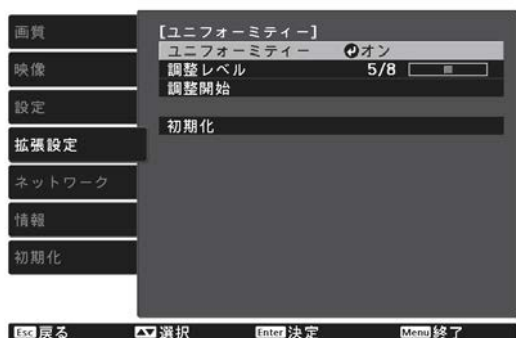 画質
映像
設定
拡張設定
ネットワーク
情報
初期化
[ユニフォーミティー]
ユニフォーミティー オン
調整レベル 5/8
調整開始
初期化
Esc 戻る 選択 Enter 決定 Menu 終了